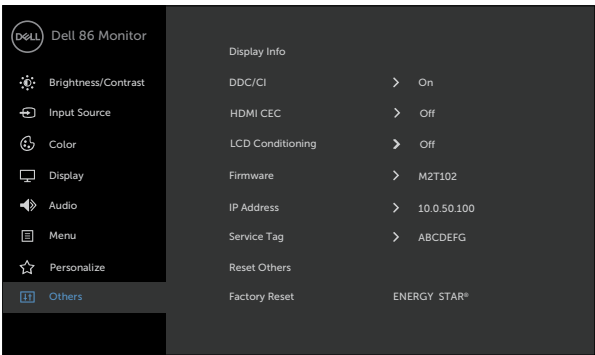 DELL Dell 86 Monitor
Display Info
Brightness/Contrast DDC/CI On
Input Source HDMI CEC Off
Color LCD Conditioning Off
Display Firmware M2T102
Audio IP Address 10.0.50.100
Menu Service Tag ABCDEFG
Personalize Reset Others
Others Factory Reset ENERGY STAR®